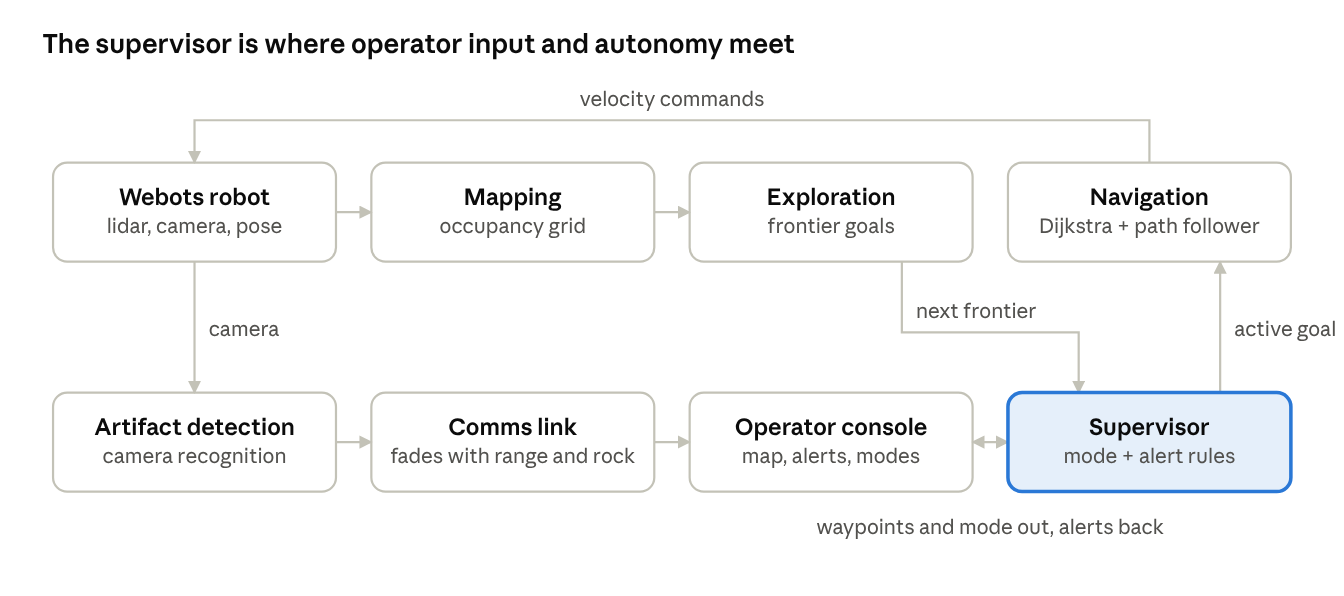 The supervisor is where operator input and autonomy meet
velocity commands
Webots robot
lidar, camera, pose
Mapping
occupancy grid
Exploration
frontier goals
Navigation
Dijkstra + path follower
camera
next frontier
active goal
Artifact detection
camera recognition
Comms link
fades with range and rock
Operator console
map, alerts, modes
Supervisor
mode + alert rules
waypoints and mode out, alerts back